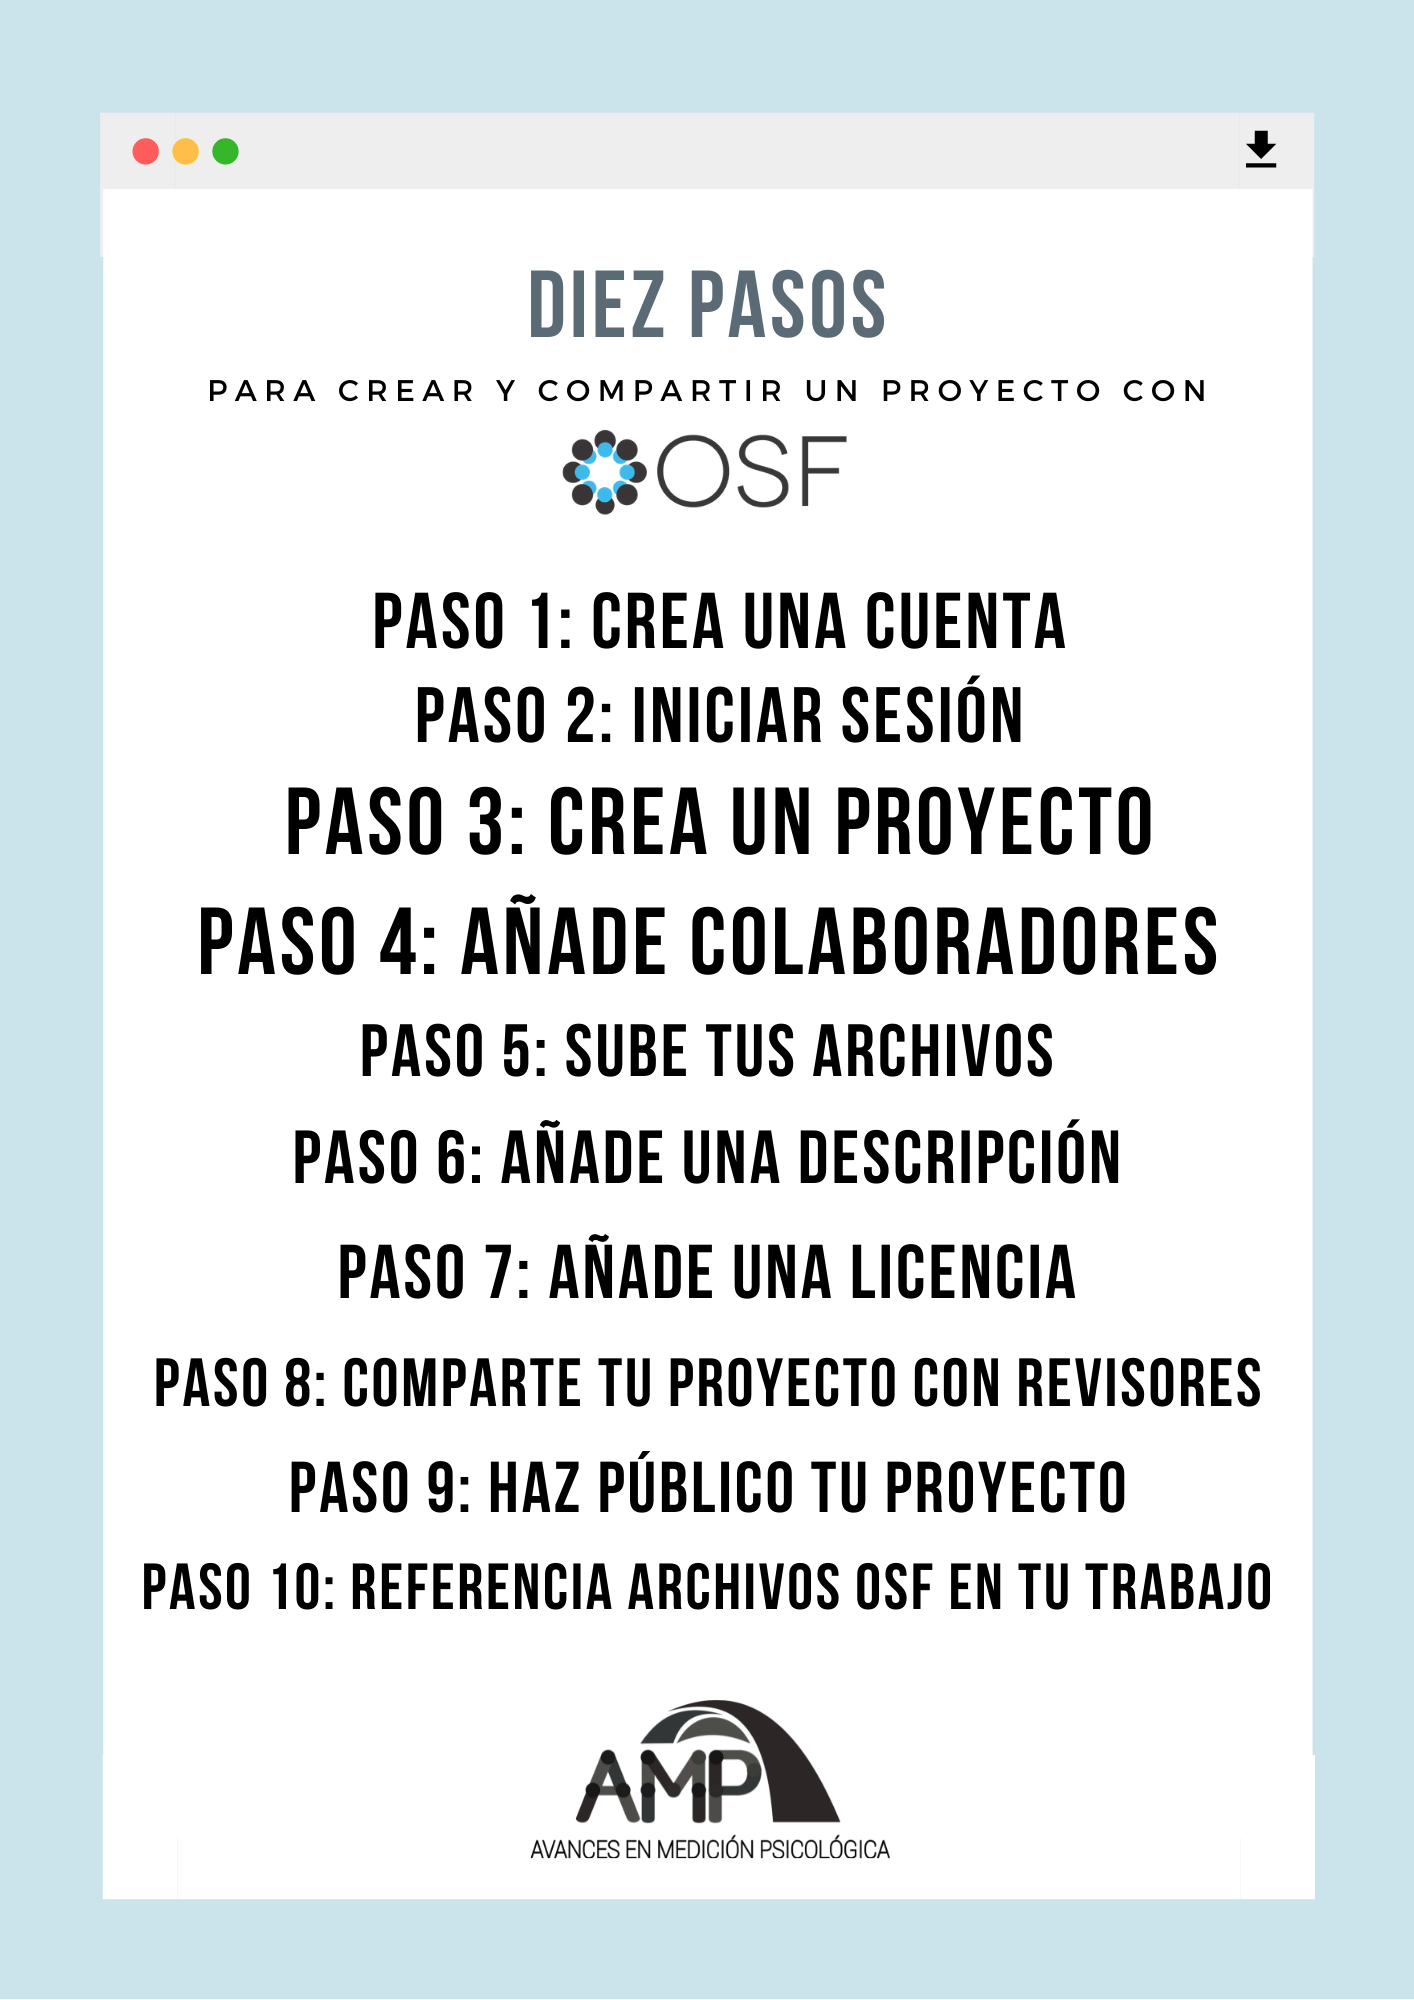 DIEZ PASOS
PARA CREAR Y COMPARTIR UN PROYECTO CON
OSF
PASO 1: CREA UNA CUENTA
PASO 2: INICIAR SESIÓN
PASO 3: CREA UN PROYECTO
PASO 4: AÑADE COLABORADORES
PASO 5: SUBE TUS ARCHIVOS
PASO 6: AÑADE UNA DESCRIPCIÓN
PASO 7: AÑADE UNA LICENCIA
PASO 8: COMPARTE TU PROYECTO CON REVISORES
PASO 9: HAZ PÚBLICO TU PROYECTO
PASO 10: REFERENCIA ARCHIVOS OSF EN TU TRABAJO
AMP
AVANCES EN MEDICIÓN PSICOLÓGICA